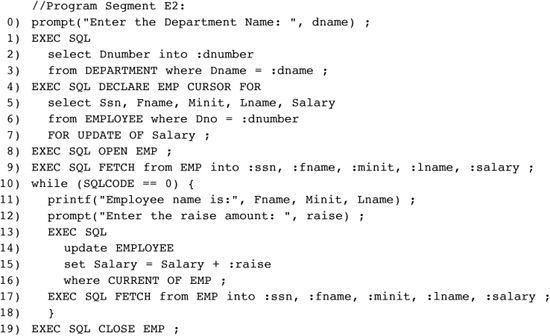 //Program Segment E2:
0) prompt("Enter the Department Name: ", dname) ;
1) EXEC SQL
2) select Dnumber into :dnumber
3) from DEPARTMENT where Dname = :dname ;
4) EXEC SQL DECLARE EMP CURSOR FOR
5) select Ssn, Fname, Minit, Lname, Salary
6) from EMPLOYEE where Dno = :dnumber
7) FOR UPDATE OF Salary ;
8) EXEC SQL OPEN EMP ;
9) EXEC SQL FETCH from EMP into :ssn, :fname, :minit, :lname, :salary ;
10) while (SQLCODE == 0) {
11) printf("Employee name is:", Fname, Minit, Lname) ;
12) prompt("Enter the raise amount: ", raise) ;
13) EXEC SQL
14) update EMPLOYEE
15) set Salary = Salary + :raise
16) where CURRENT OF EMP ;
17) EXEC SQL FETCH from EMP into :ssn, :fname, :minit, :lname, :salary ;
18) }
19) EXEC SQL CLOSE EMP ;